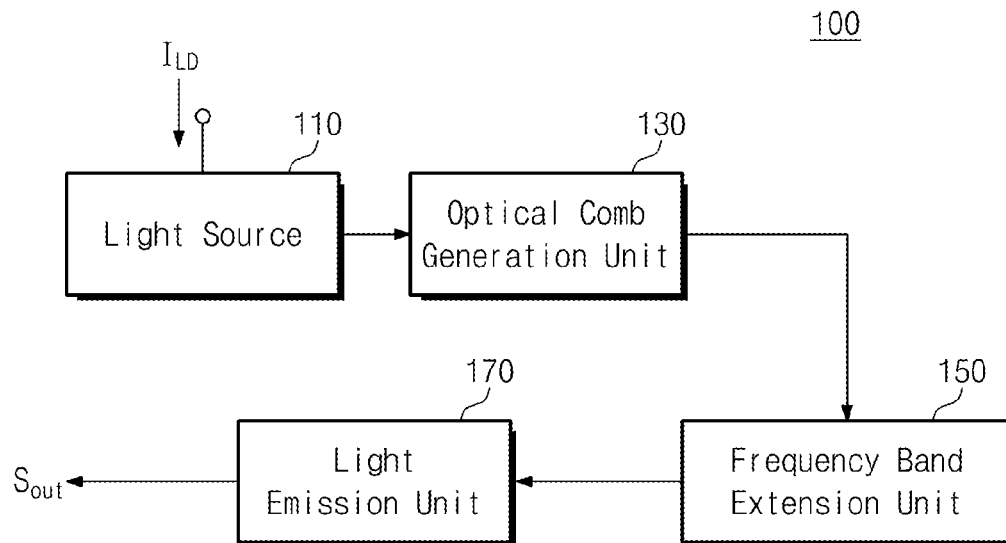 100
I_LD
110
130
Light Source
Optical Comb
Generation Unit
170
150
S_out
Light
Emission Unit
Frequency Band
Extension Unit